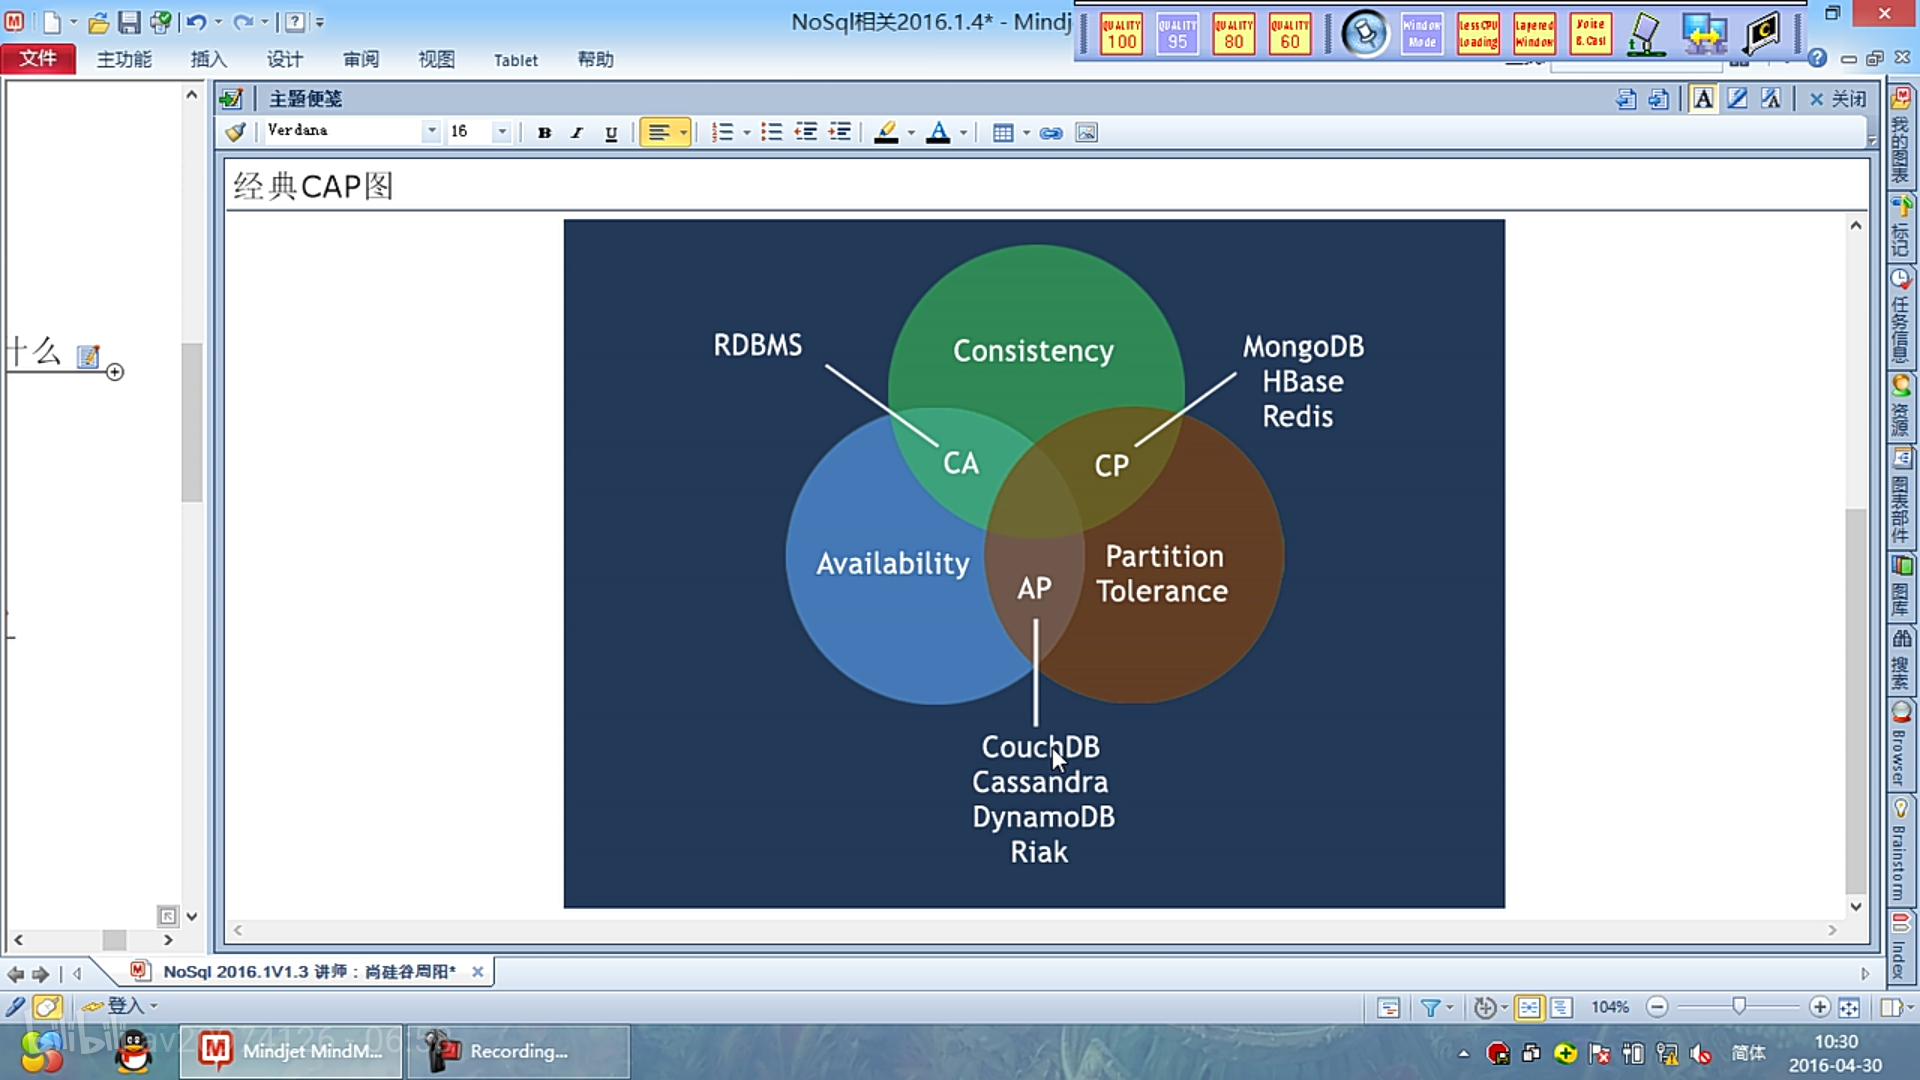 NoSql相关2016.1.4* - Mindj
QUALITY 100
QUALITY 95
QUALITY 80
QUALITY 60
Window Mode
Less CPU Loading
Layered Window
Voice B.Cast
文件
主功能
插入
设计
审阅
视图
Tablet
帮助
主题便笺
关闭
Verdana
16
经典CAP图
什么
RDBMS
Consistency
MongoDB
HBase
Redis
CA
CP
Availability
Partition
Tolerance
AP
CouchDB
Cassandra
DynamoDB
Riak
我的图表
标记
任务信息
资源
图表部件
图库
搜索
Browser
Brainstorm
Index
NoSql 2016.1V1.3 讲师：尚硅谷周阳*
登入
104%
bilibili
Mindjet MindM...
Recording...
简体
10:30
2016-04-30